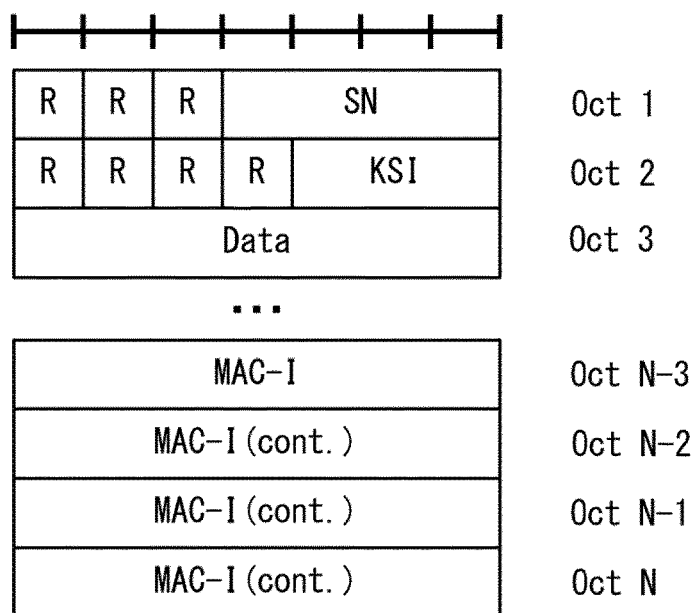 R R R SN Oct 1
R R R R KSI Oct 2
Data Oct 3
...
MAC-I Oct N-3
MAC-I(cont.) Oct N-2
MAC-I(cont.) Oct N-1
MAC-I(cont.) Oct N